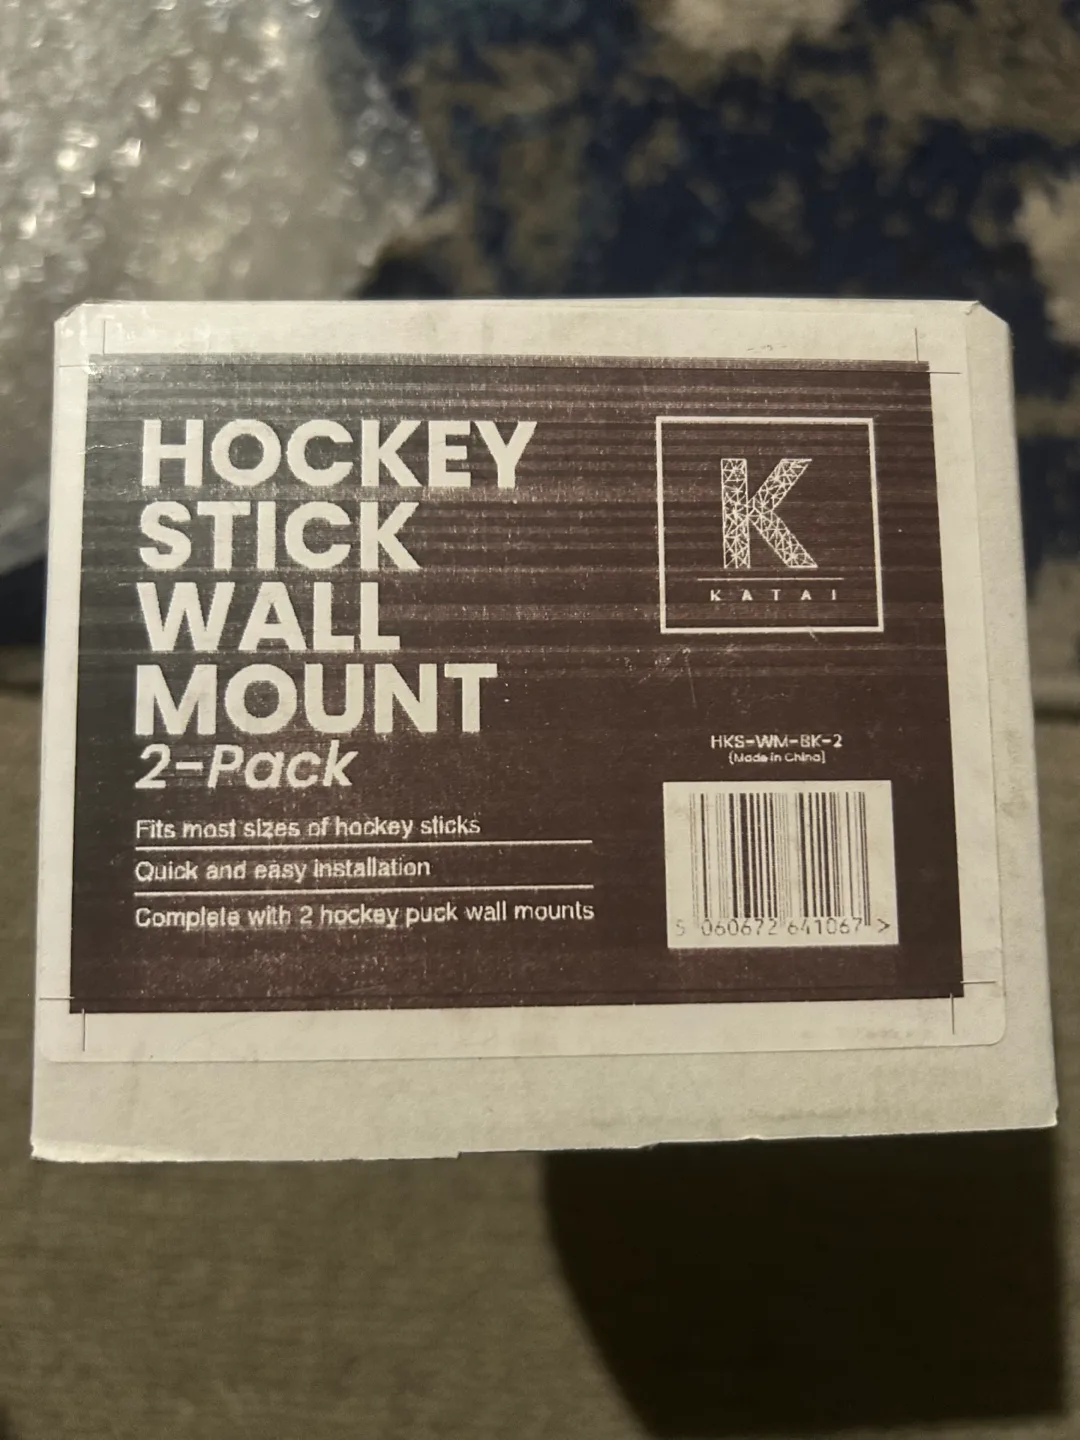 HOCKEY
STICK
WALL
MOUNT
2-Pack
Fits most sizes of hockey sticks
Quick and easy installation
Complete with 2 hockey puck wall mounts
K
KATAI
HKS-WM-BK-2
(Made in China)
5 060672 641067 >